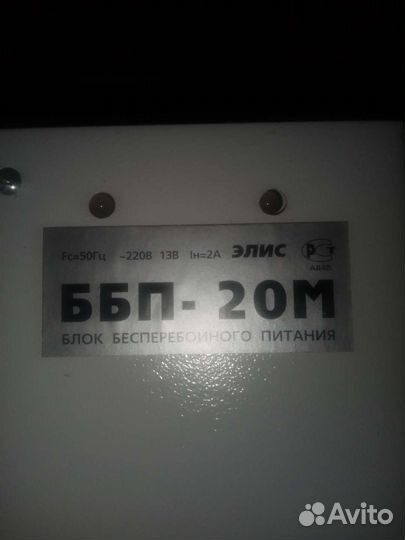 Fc=50Гц ~220В 13В Iн=2А ЭЛИС
ББП- 20М
БЛОК БЕСПЕРЕБОЙНОГО ПИТАНИЯ
Avito